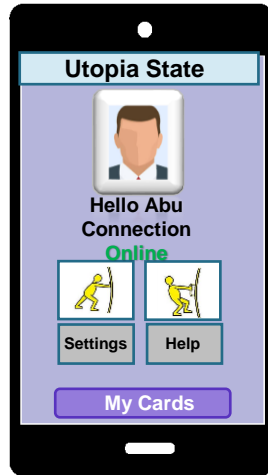 Utopia State
Hello Abu
Connection
Online
Settings Help
My Cards